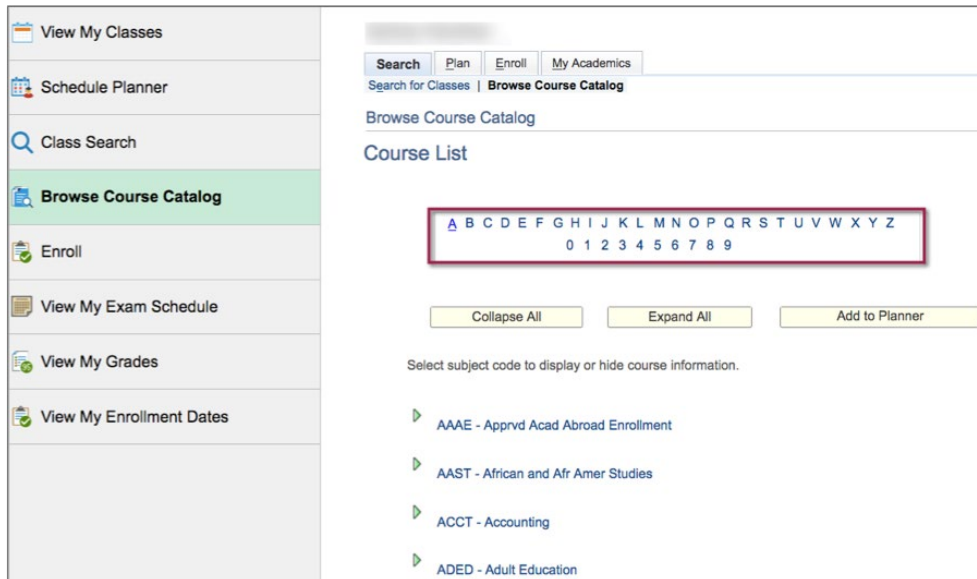 View My Classes
Schedule Planner
Class Search
Browse Course Catalog
Enroll
View My Exam Schedule
View My Grades
View My Enrollment Dates
Search Plan Enroll My Academics
Search for Classes | Browse Course Catalog
Browse Course Catalog
Course List
A B C D E F G H I J K L M N O P Q R S T U V W X Y Z
0 1 2 3 4 5 6 7 8 9
Collapse All Expand All Add to Planner
Select subject code to display or hide course information.
AAAE - Apprvd Acad Abroad Enrollment
AAST - African and Afr Amer Studies
ACCT - Accounting
ADED - Adult Education